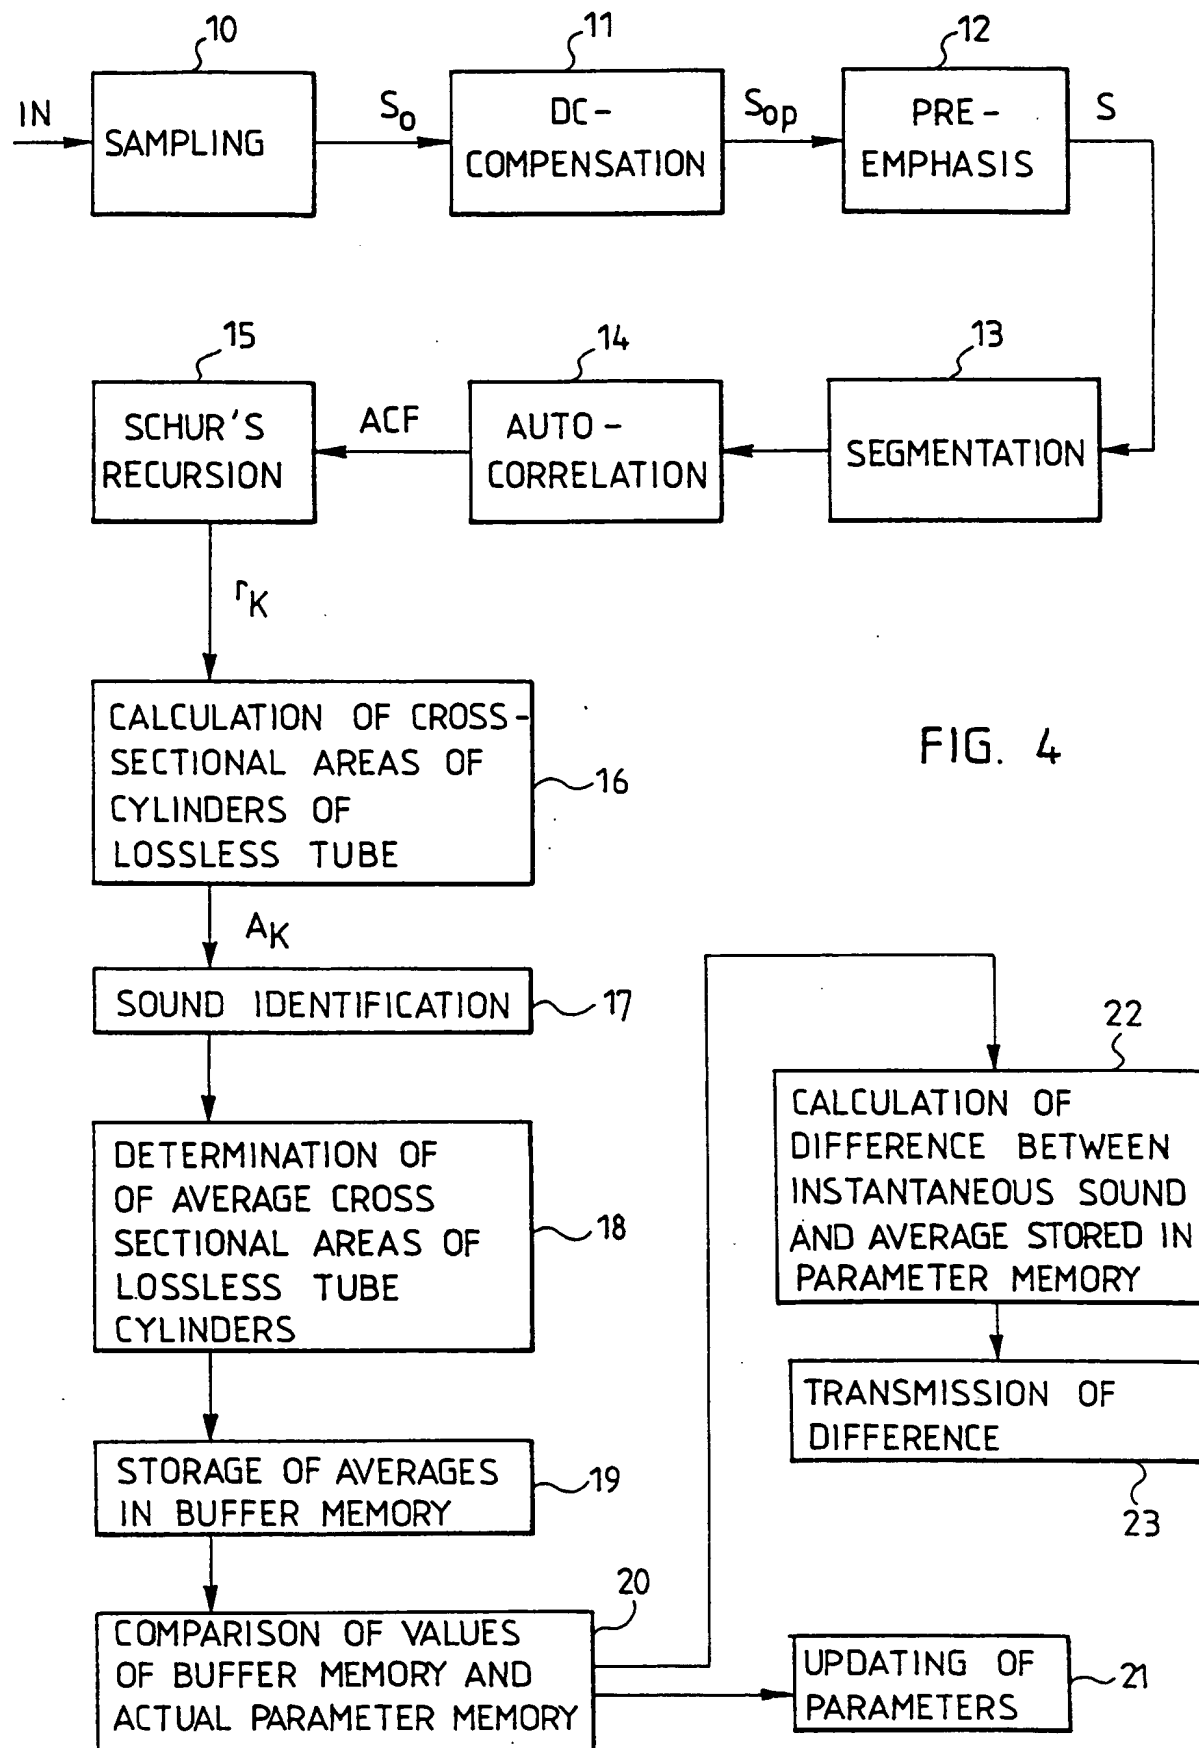 10
11
12
IN
SAMPLING
So
DC-
COMPENSATION
Sop
PRE-
EMPHASIS
S
15
14
13
SCHUR'S
RECURSION
ACF
AUTO-
CORRELATION
SEGMENTATION
rK
CALCULATION OF CROSS-
SECTIONAL AREAS OF
CYLINDERS OF
LOSSLESS TUBE
16
FIG. 4
AK
SOUND IDENTIFICATION
17
DETERMINATION OF
OF AVERAGE CROSS
SECTIONAL AREAS OF
LOSSLESS TUBE
CYLINDERS
18
22
CALCULATION OF
DIFFERENCE BETWEEN
INSTANTANEOUS SOUND
AND AVERAGE STORED IN
PARAMETER MEMORY
TRANSMISSION OF
DIFFERENCE
23
STORAGE OF AVERAGES
IN BUFFER MEMORY
19
20
COMPARISON OF VALUES
OF BUFFER MEMORY AND
ACTUAL PARAMETER MEMORY
UPDATING OF
PARAMETERS
21